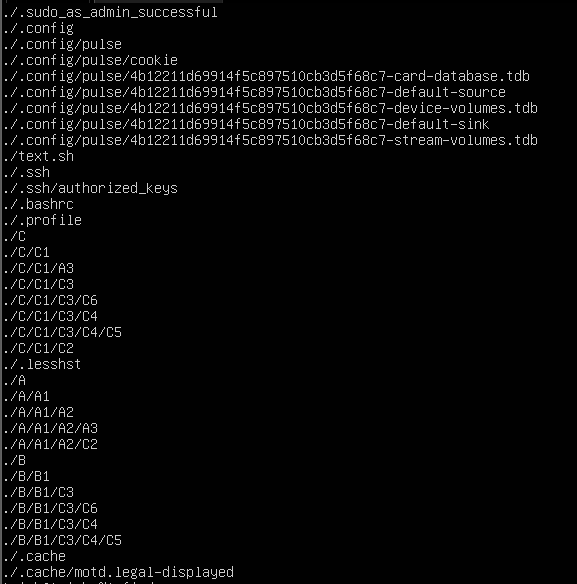 ./.sudo_as_admin_successful
./.config
./.config/pulse
./.config/pulse/cookie
./.config/pulse/4b12211d69914f5c897510cb3d5f68c7-card-database.tdb
./.config/pulse/4b12211d69914f5c897510cb3d5f68c7-default-source
./.config/pulse/4b12211d69914f5c897510cb3d5f68c7-device-volumes.tdb
./.config/pulse/4b12211d69914f5c897510cb3d5f68c7-default-sink
./.config/pulse/4b12211d69914f5c897510cb3d5f68c7-stream-volumes.tdb
./text.sh
./.ssh
./.ssh/authorized_keys
./.bashrc
./.profile
./C
./C/C1
./C/C1/A3
./C/C1/C3
./C/C1/C3/C6
./C/C1/C3/C4
./C/C1/C3/C4/C5
./C/C1/C2
./.lesshst
./A
./A/A1
./A/A1/A2
./A/A1/A2/A3
./A/A1/A2/C2
./B
./B/B1
./B/B1/C3
./B/B1/C3/C6
./B/B1/C3/C4
./B/B1/C3/C4/C5
./.cache
./.cache/motd.legal-displayed